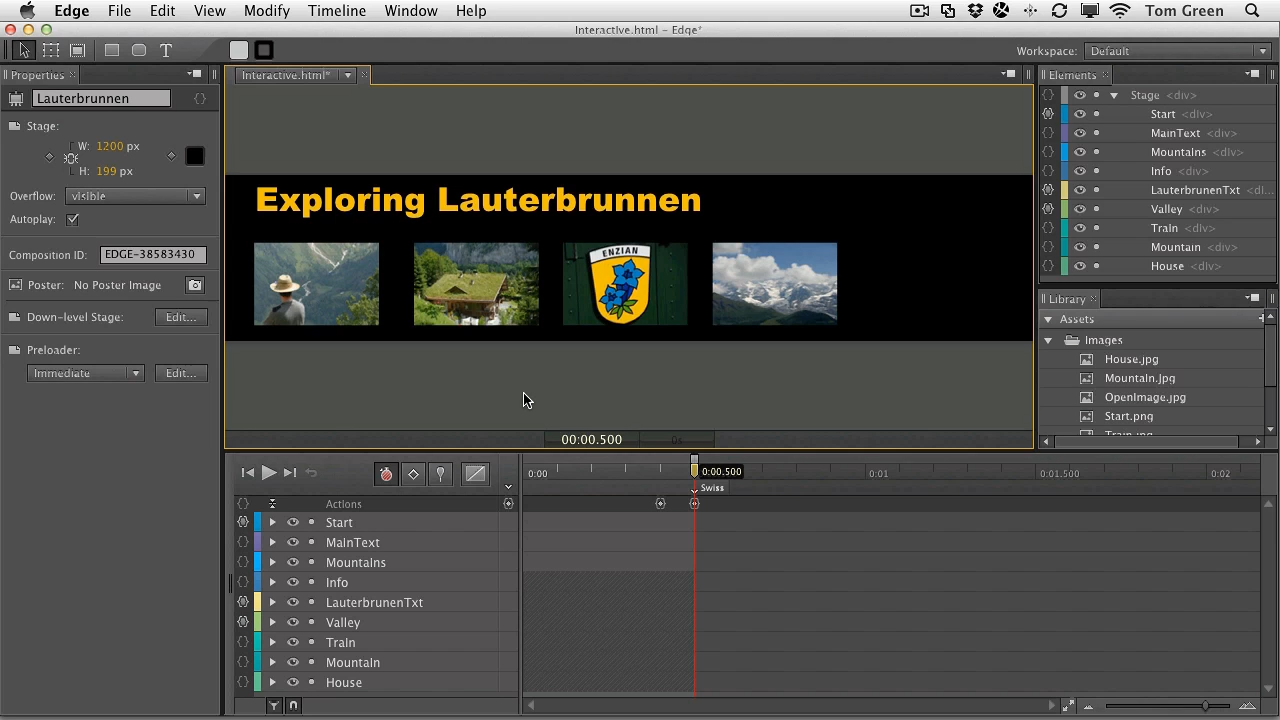 Edge File Edit View Modify Timeline Window Help Tom Green
Interactive.html – Edge*
T Workspace: Default
Properties
Lauterbrunnen {}
Stage:
W: 1200 px
H: 199 px
Overflow: visible
Autoplay:
Composition ID: EDGE-38583430
Poster: No Poster Image
Down-level Stage: Edit...
Preloader:
Immediate Edit...
Interactive.html*
Exploring Lauterbrunnen
ENZIAN
00:00.500 0s
Elements
Stage <div>
Start <div>
MainText <div>
Mountains <div>
Info <div>
LauterbrunenTxt <dl...
Valley <div>
Train <div>
Mountain <div>
House <div>
Library
Assets
Images
House.jpg
Mountain.jpg
OpenImage.jpg
Start.png
Train.jpg
0:00 0:00.500 0:01 0:01.500 0:02
Swiss
Actions
Start
MainText
Mountains
Info
LauterbrunenTxt
Valley
Train
Mountain
House